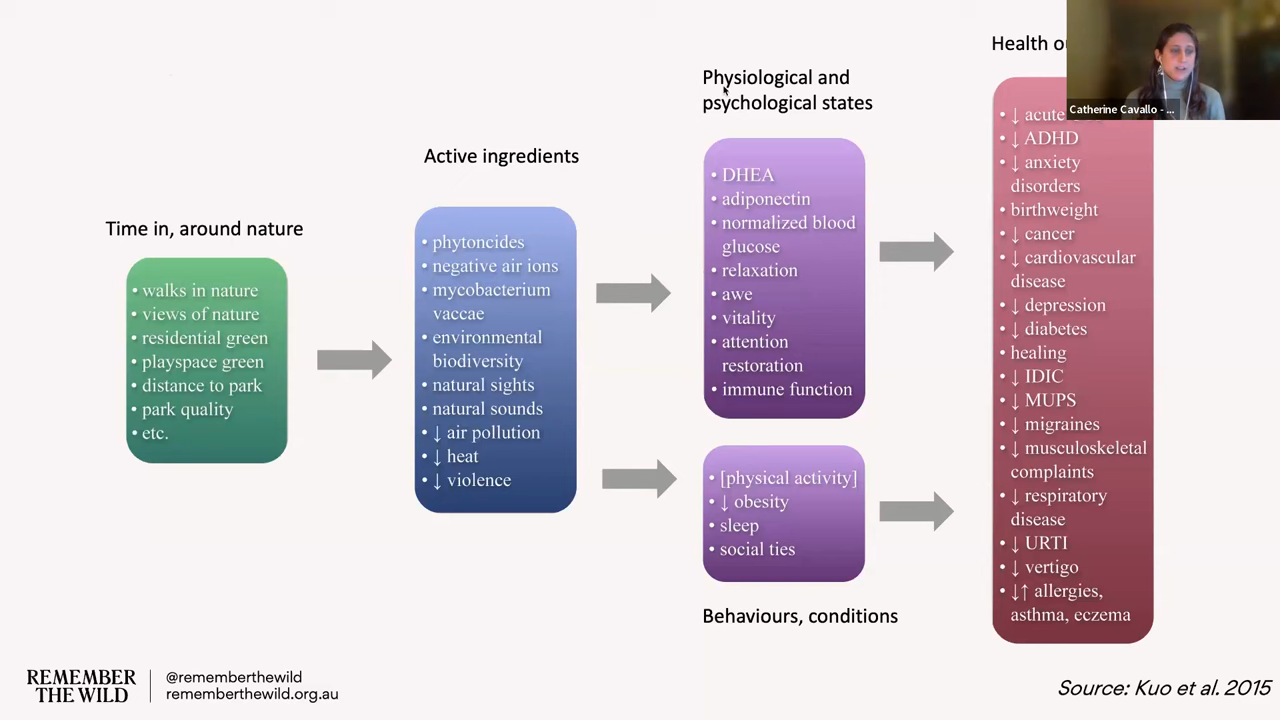 Time in, around nature
• walks in nature
• views of nature
• residential green
• playspace green
• distance to park
• park quality
• etc.
Active ingredients
• phytoncides
• negative air ions
• mycobacterium
vaccae
• environmental
biodiversity
• natural sights
• natural sounds
• ↓ air pollution
• ↓ heat
• ↓ violence
Physiological and
psychological states
• DHEA
• adiponectin
• normalized blood
glucose
• relaxation
• awe
• vitality
• attention
restoration
• immune function
• [physical activity]
• ↓ obesity
• sleep
• social ties
Behaviours, conditions
Health
• ↓ acute
• ↓ ADHD
• ↓ anxiety
disorders
• birthweight
• ↓ cancer
• ↓ cardiovascular
disease
• ↓ depression
• ↓ diabetes
• healing
• ↓ IDIC
• ↓ MUPS
• ↓ migraines
• ↓ musculoskeletal
complaints
• ↓ respiratory
disease
• ↓ URTI
• ↓ vertigo
• ↓↑ allergies,
asthma, eczema
Catherine Cavallo - ...
REMEMBER
THE WILD
@rememberthewild
rememberthewild.org.au
Source: Kuo et al. 2015